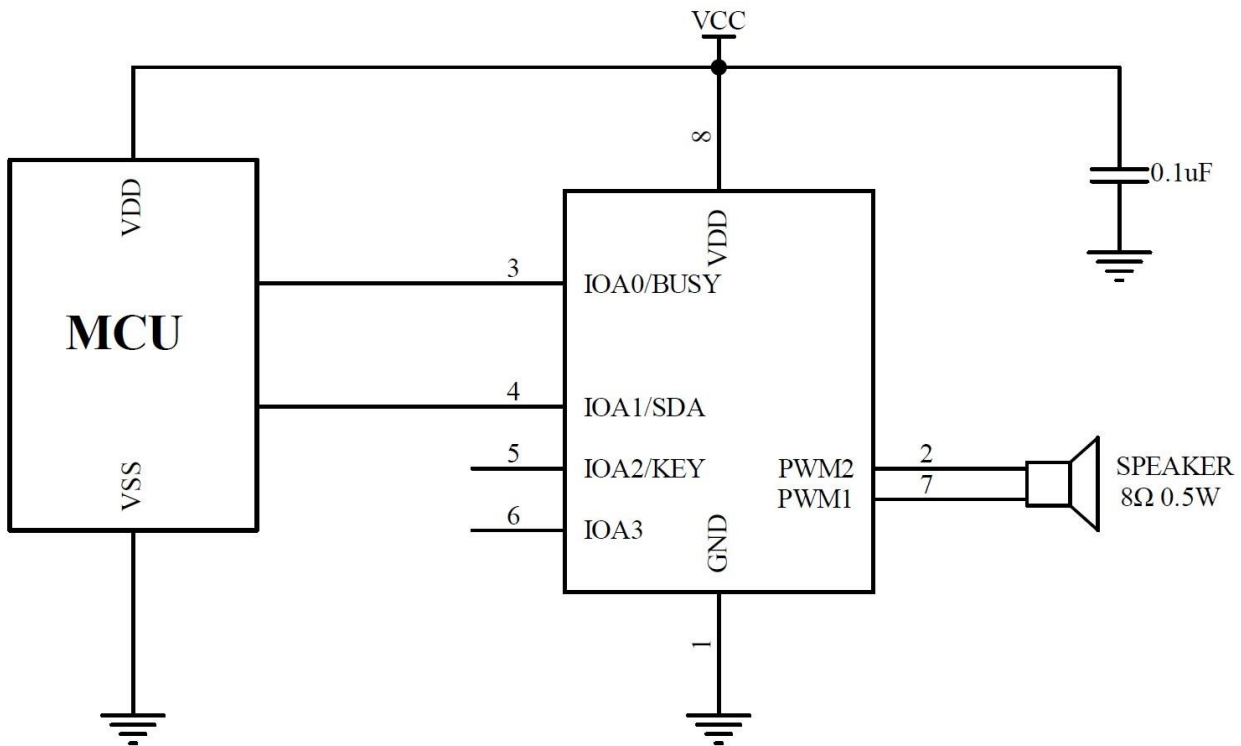 VCC
8
0.1uF
VDD
VDD
3
IOA0/BUSY
MCU
4
IOA1/SDA
5
IOA2/KEY
PWM2
2
SPEAKER
VSS
6
IOA3
PWM1
7
8Ω 0.5W
GND
1